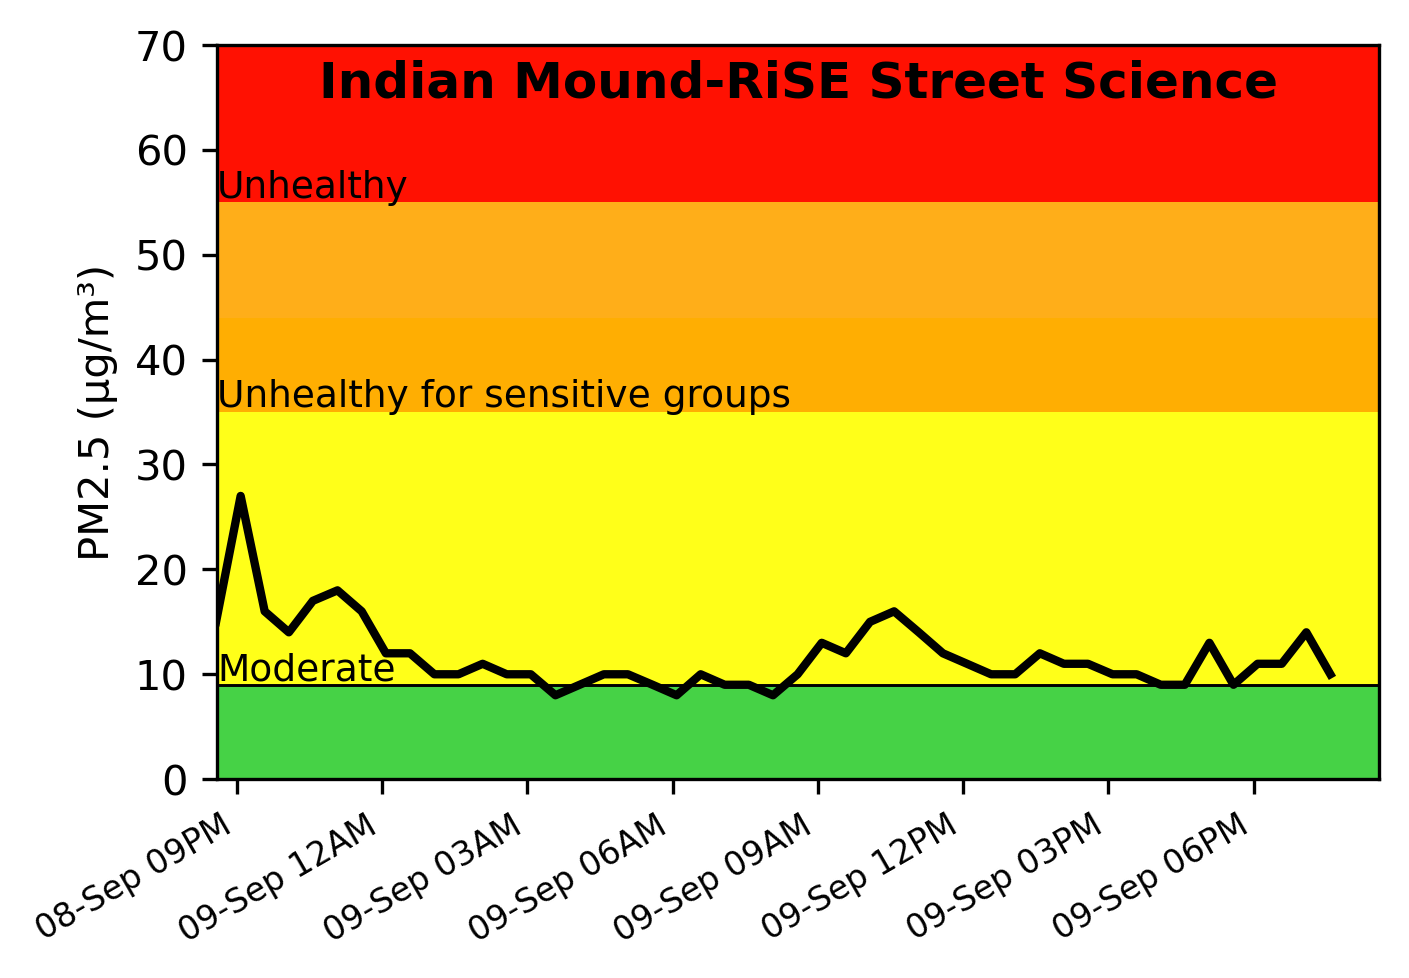 Indian Mound-RiSE Street Science
PM2.5 (µg/m³)
70
60
Unhealthy
50
40
Unhealthy for sensitive groups
30
20
10
Moderate
0
08-Sep 09PM
09-Sep 12AM
09-Sep 03AM
09-Sep 06AM
09-Sep 09AM
09-Sep 12PM
09-Sep 03PM
09-Sep 06PM